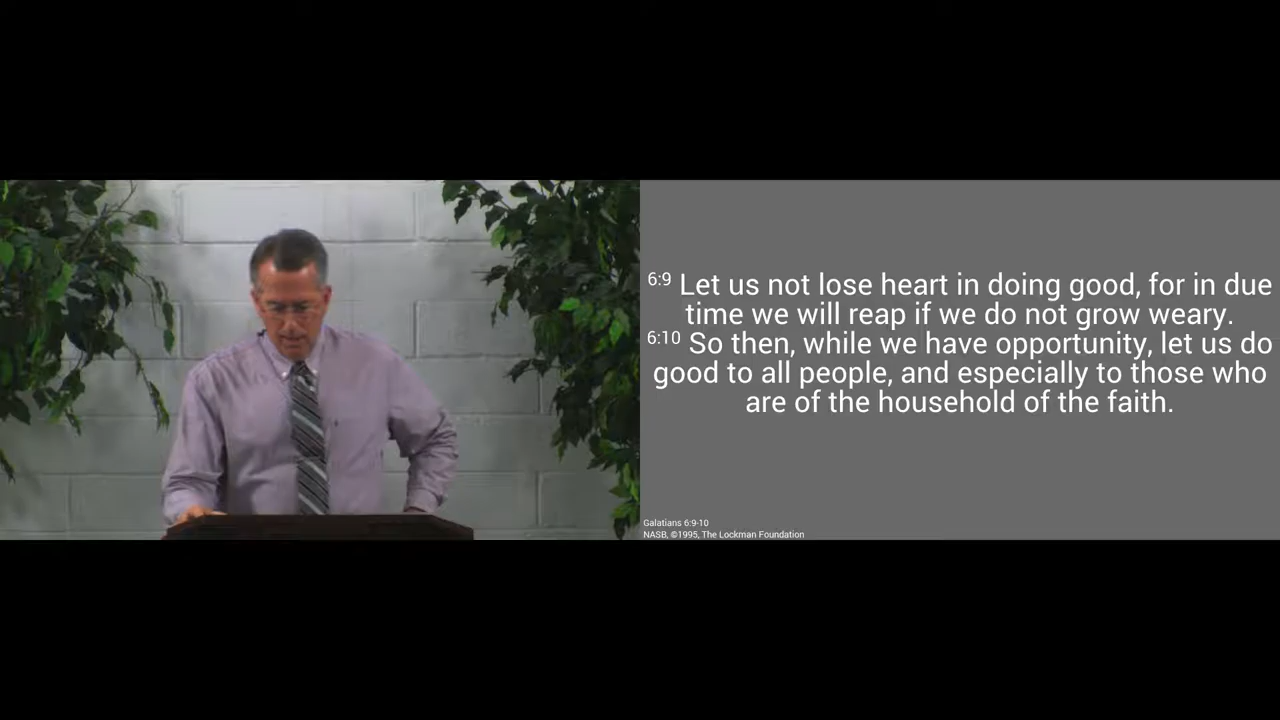 6:9 Let us not lose heart in doing good, for in due
time we will reap if we do not grow weary.
6:10 So then, while we have opportunity, let us do
good to all people, and especially to those who
are of the household of the faith.
Galatians 6:9-10
NASB, ©1995, The Lockman Foundation